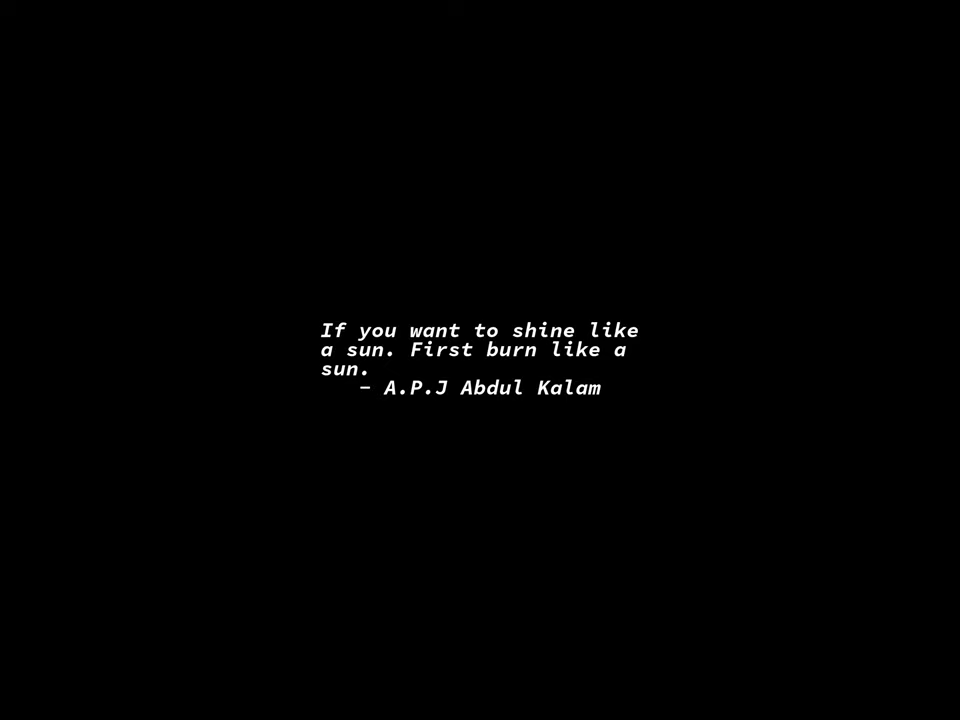 If you want to shine like
a sun. First burn like a
sun.
– A.P.J Abdul Kalam